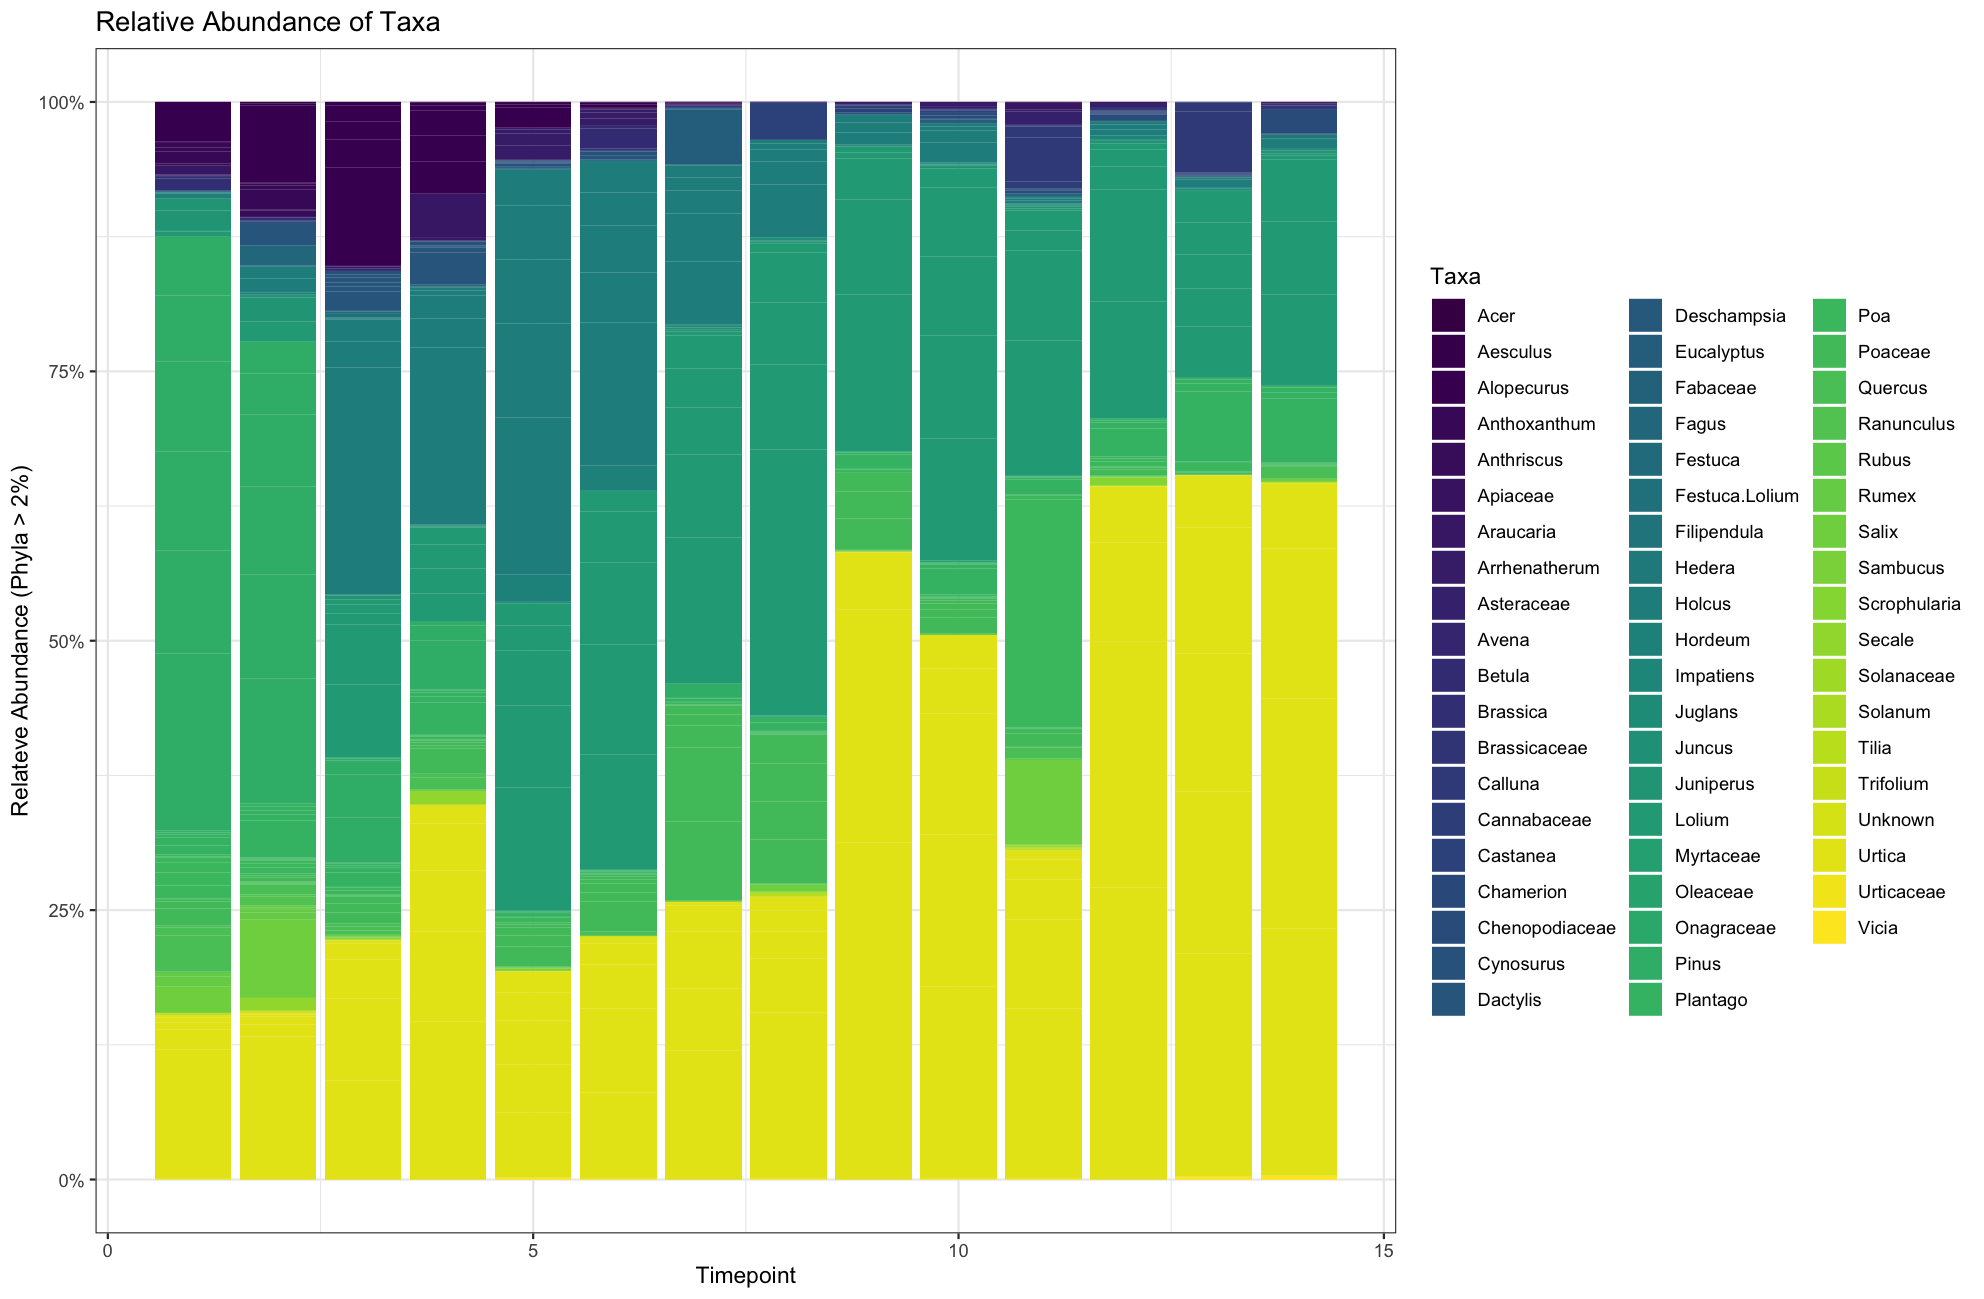 Relative Abundance of Taxa
Releteve Abundance (Phyla > 2%)
100%
75%
50%
25%
0%
0
5
10
15
Timepoint
Taxa
Acer
Aesculus
Alopecurus
Anthoxanthum
Anthriscus
Apiaceae
Araucaria
Arrhenatherum
Asteraceae
Avena
Betula
Brassica
Brassicaceae
Calluna
Cannabaceae
Castanea
Chamerion
Chenopodiaceae
Cynosurus
Dactylis
Deschampsia
Eucalyptus
Fabaceae
Fagus
Festuca
Festuca.Lolium
Filipendula
Hedera
Holcus
Hordeum
Impatiens
Juglans
Juncus
Juniperus
Lolium
Myrtaceae
Oleaceae
Onagraceae
Pinus
Plantago
Poa
Poaceae
Quercus
Ranunculus
Rubus
Rumex
Salix
Sambucus
Scrophularia
Secale
Solanaceae
Solanum
Tilia
Trifolium
Unknown
Urtica
Urticaceae
Vicia